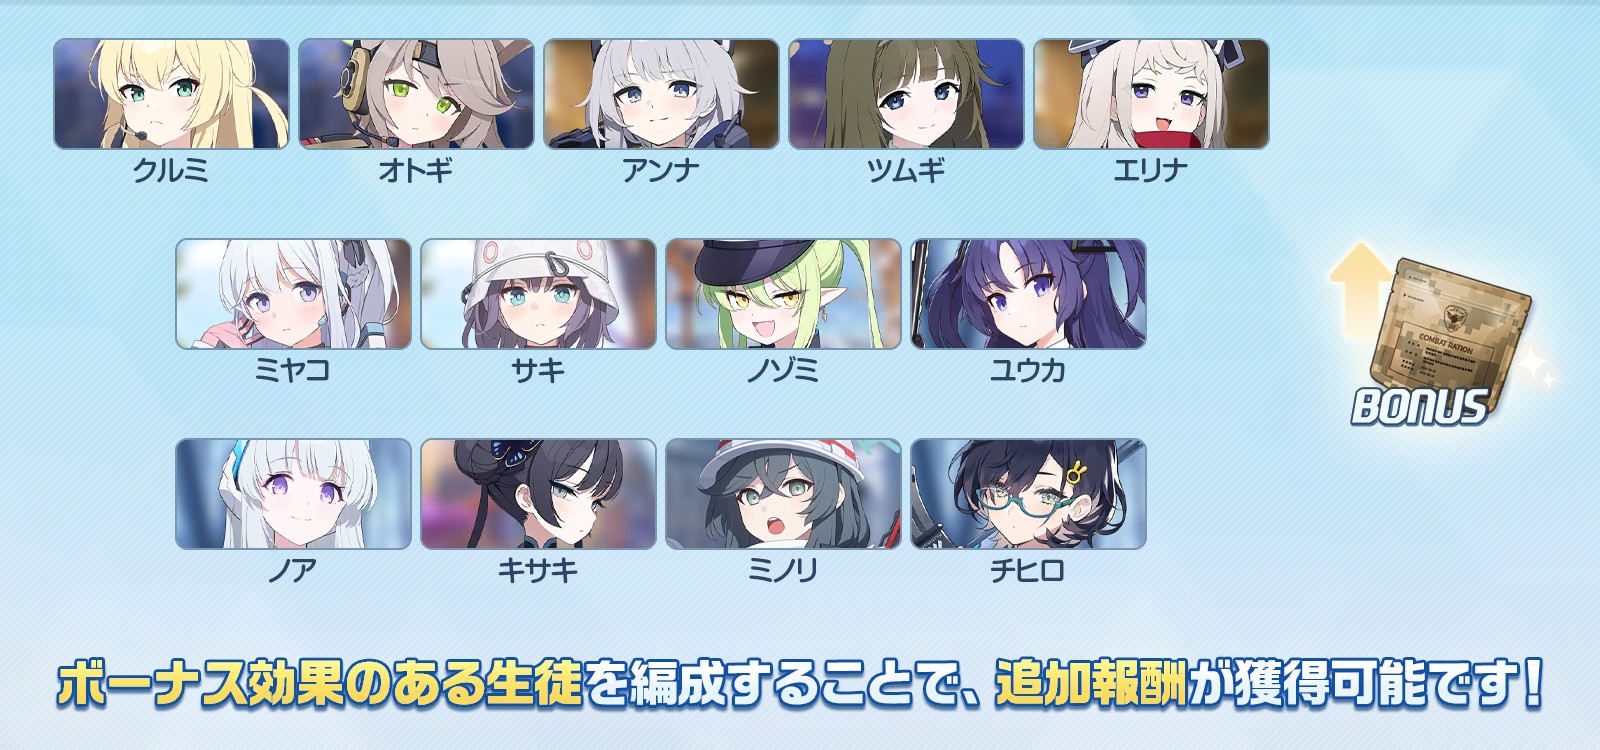 クルミ
オトギ
アンナ
ツムギ
エリナ
ミヤコ
サキ
ノゾミ
ユウカ
ノア
キサキ
ミノリ
チヒロ
COMBAT RATION
BONUS
ボーナス効果のある生徒を編成することで、追加報酬が獲得可能です!